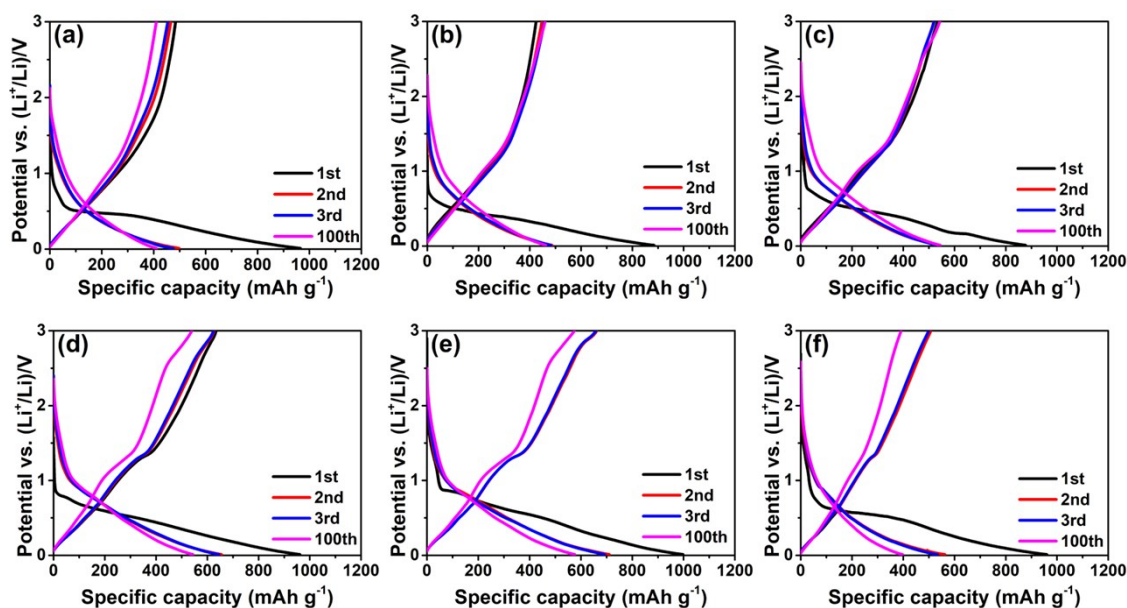 (a)
Potential vs. (Li⁺/Li)/V
3
2
1
0
1st
2nd
3rd
100th
0 200 400 600 800 1000 1200
Specific capacity (mAh g⁻¹)
(b)
Potential vs. (Li⁺/Li)/V
3
2
1
0
1st
2nd
3rd
100th
0 200 400 600 800 1000 1200
Specific capacity (mAh g⁻¹)
(c)
Potential vs. (Li⁺/Li)/V
3
2
1
0
1st
2nd
3rd
100th
0 200 400 600 800 1000 1200
Specific capacity (mAh g⁻¹)
(d)
Potential vs. (Li⁺/Li)/V
3
2
1
0
1st
2nd
3rd
100th
0 200 400 600 800 1000 1200
Specific capacity (mAh g⁻¹)
(e)
Potential vs. (Li⁺/Li)/V
3
2
1
0
1st
2nd
3rd
100th
0 200 400 600 800 1000 1200
Specific capacity (mAh g⁻¹)
(f)
Potential vs. (Li⁺/Li)/V
3
2
1
0
1st
2nd
3rd
100th
0 200 400 600 800 1000 1200
Specific capacity (mAh g⁻¹)